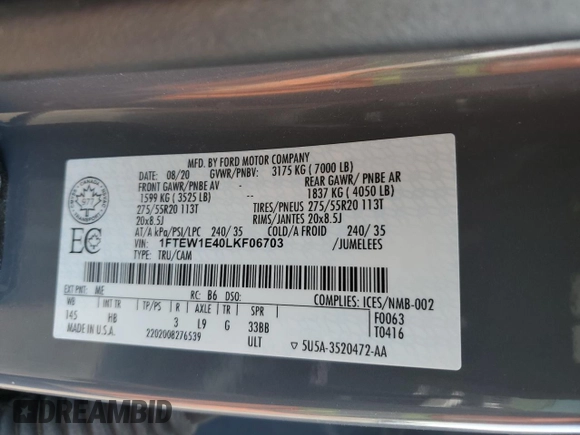 MFD. BY FORD MOTOR COMPANY
DATE: 08/20 GVWR/PNBV: 3175 KG ( 7000 LB)
FRONT GAWR/PNBE AV
1599 KG ( 3525 LB)
REAR GAWR/ PNBE AR
1837 KG ( 4050 LB)
275/55R20 113T TIRES/PNEUS 275/55R20 113T
20x8.5J RIMS/JANTES 20x8.5J
AT/A kPa/PSI/LPC 240/ 35 COLD/A FROID 240/ 35
VIN: 1FTEW1E40LKF06703 /JUMELEES
TYPE: TRU/CAM
EC
EXT PNT: ME RC: B6 DSO: COMPLIES: ICES/NMB-002
WB INT TR TP/PS R AXLE TR SPR F0063
145 HB 3 L9 G 33BB T0416
MADE IN U.S.A. 2202008276539 ULT 5U5A-3520472-AA
DREAMBID